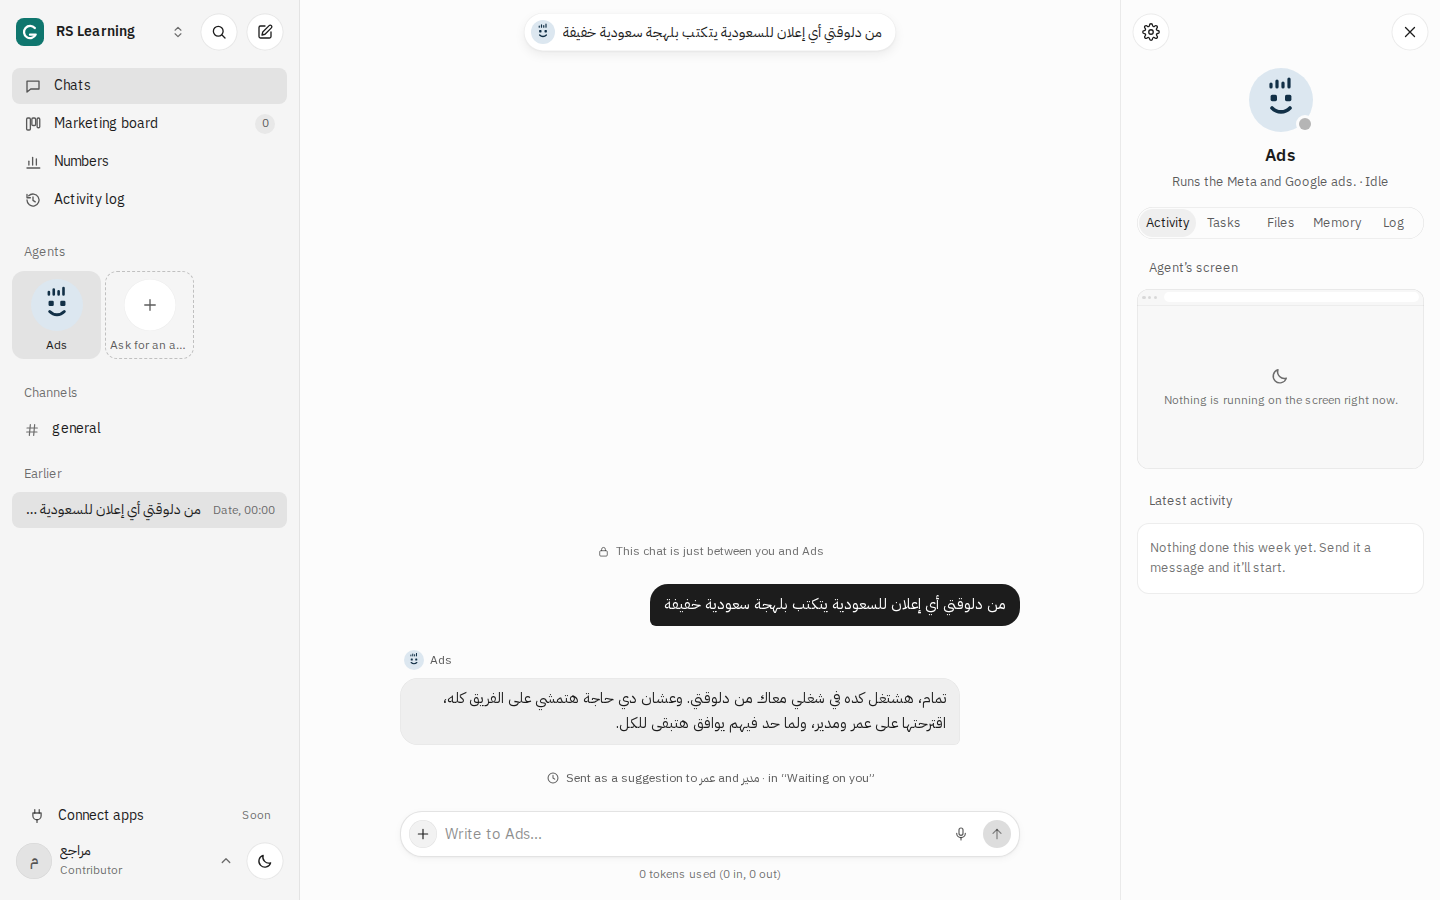 RS Learning
Chats
Marketing board
0
Numbers
Activity log
Agents
Ads
Ask for an a...
Channels
general
Earlier
من دلوقتي أي إعلان للسعودية ...
Date, 00:00
Connect apps
Soon
م
مراجع
Contributor
من دلوقتي أي إعلان للسعودية يتكتب بلهجة سعودية خفيفة
This chat is just between you and Ads
من دلوقتي أي إعلان للسعودية يتكتب بلهجة سعودية خفيفة
Ads
تمام، هشتغل كده في شغلي معاك من دلوقتي. وعشان دي حاجة هتمشي على الفريق كله،
اقترحتها على عمر ومدير، ولما حد فيهم يوافق هتبقى للكل.
Sent as a suggestion to عمر and مدير · in “Waiting on you”
Write to Ads...
0 tokens used (0 in, 0 out)
Ads
Runs the Meta and Google ads. · Idle
Activity
Tasks
Files
Memory
Log
Agent’s screen
Nothing is running on the screen right now.
Latest activity
Nothing done this week yet. Send it a
message and it’ll start.